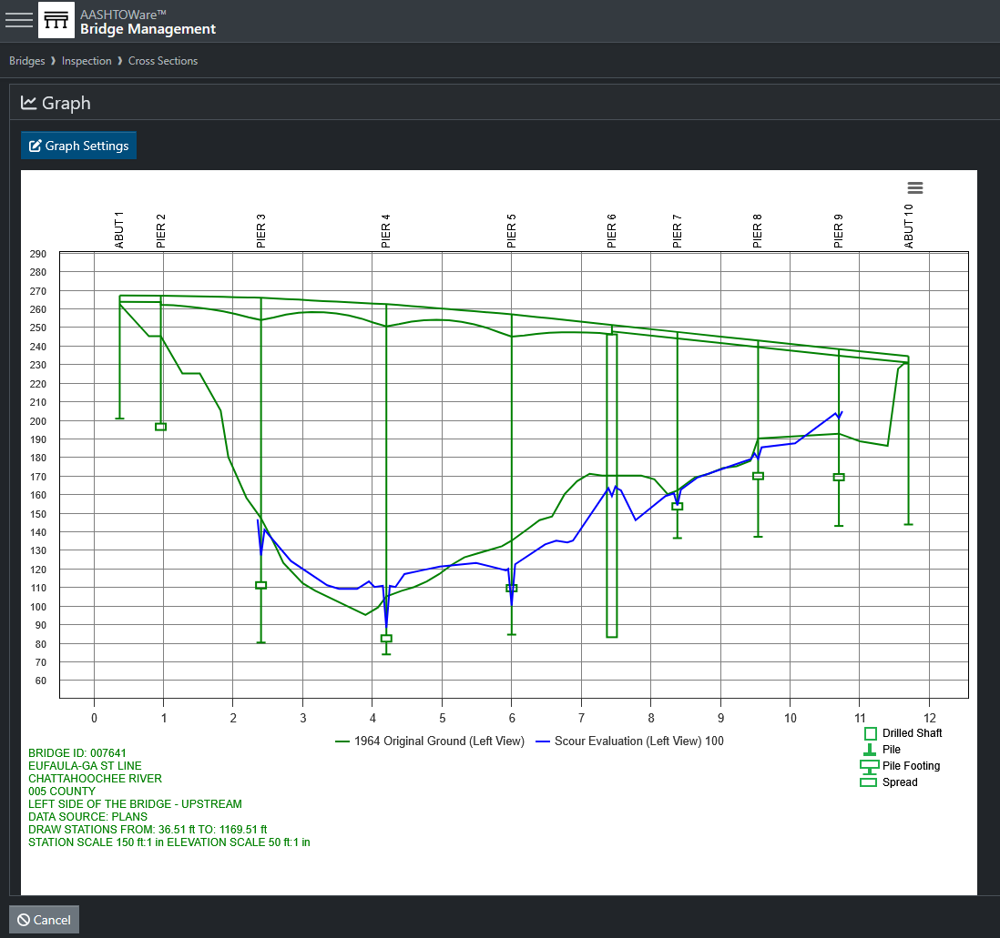 AASHTOWare™
Bridge Management
Bridges ❯ Inspection ❯ Cross Sections
Graph
Graph Settings
ABUT 1
PIER 2
PIER 3
PIER 4
PIER 5
PIER 6
PIER 7
PIER 8
PIER 9
ABUT 10
290
280
270
260
250
240
230
220
210
200
190
180
170
160
150
140
130
120
110
100
90
80
70
60
0 1 2 3 4 5 6 7 8 9 10 11 12
1964 Original Ground (Left View) Scour Evaluation (Left View) 100
Drilled Shaft
Pile
Pile Footing
Spread
BRIDGE ID: 007641
EUFAULA-GA ST LINE
CHATTAHOOCHEE RIVER
005 COUNTY
LEFT SIDE OF THE BRIDGE - UPSTREAM
DATA SOURCE: PLANS
DRAW STATIONS FROM: 36.51 ft TO: 1169.51 ft
STATION SCALE 150 ft:1 in ELEVATION SCALE 50 ft:1 in
Cancel